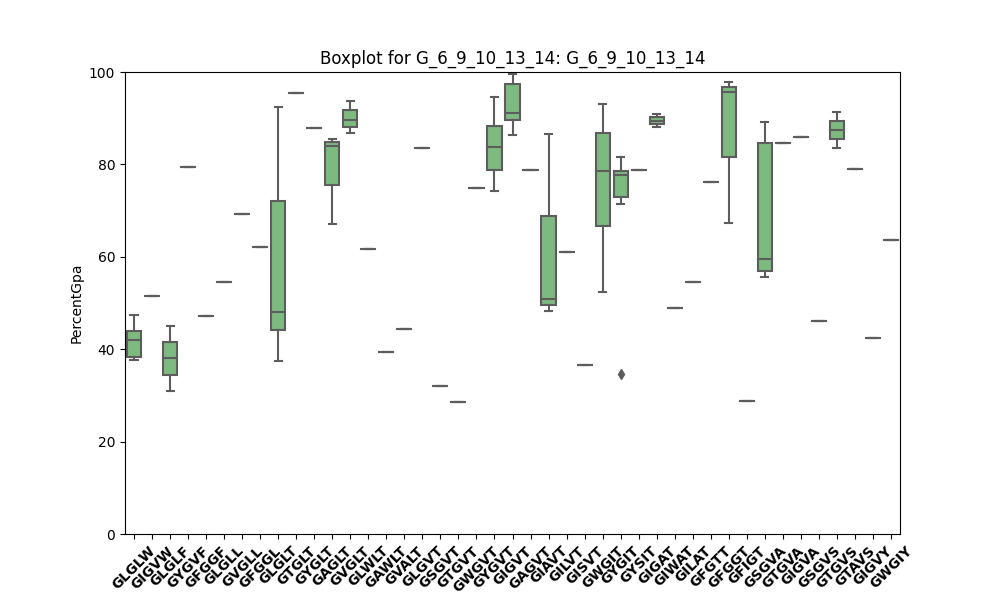 Boxplot for G_6_9_10_13_14: G_6_9_10_13_14
PercentGpa
100
80
60
40
20
0
GLGLW
GIGVW
GLGLF
GYGVF
GFGGF
GLGLL
GVGLL
GFGGL
GLGLT
GTGLT
GYGLT
GAGLT
GVGLT
GLWLT
GAWLT
GVALT
GLGVT
GSGVT
GTGVT
GWGVT
GYGVT
GIGVT
GAGVT
GIAVT
GILVT
GISVT
GWGIT
GYGIT
GYSIT
GIGAT
GIWAT
GILAT
GFGTT
GFGGT
GFIGT
GSGVA
GTGVA
GIGVA
GSGVS
GTGVS
GTAVS
GIGVY
GWGIY